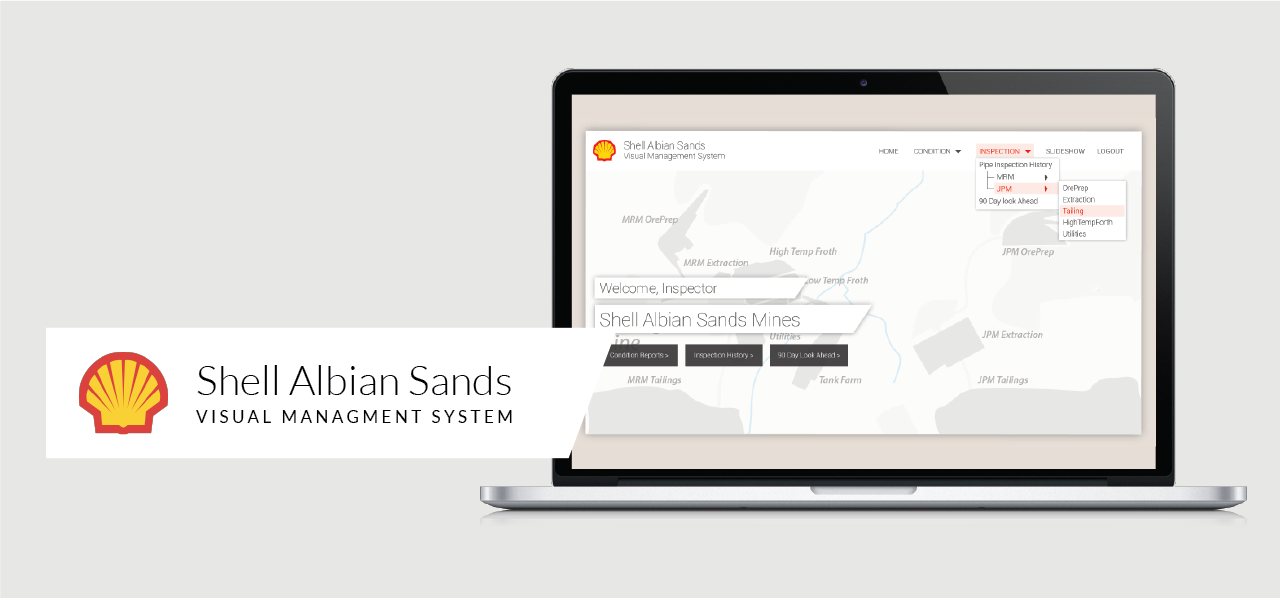 Shell Albian Sands
Visual Management System
HOME
CONDITION
INSPECTION
SLIDESHOW
LOGOUT
Pipe Inspection History
MRM
JPM
90 Day look Ahead
OrePrep
Extraction
Tailing
HighTempForth
Utilities
MRM OrePrep
High Temp Froth
JPM OrePrep
MRM Extraction
Low Temp Froth
Welcome, Inspector
Shell Albian Sands Mines
Utilities
JPM Extraction
Condition Reports >
Inspection History >
90 Day Look Ahead >
MRM Tailings
Tank Farm
JPM Tailings
Shell Albian Sands
VISUAL MANAGMENT SYSTEM